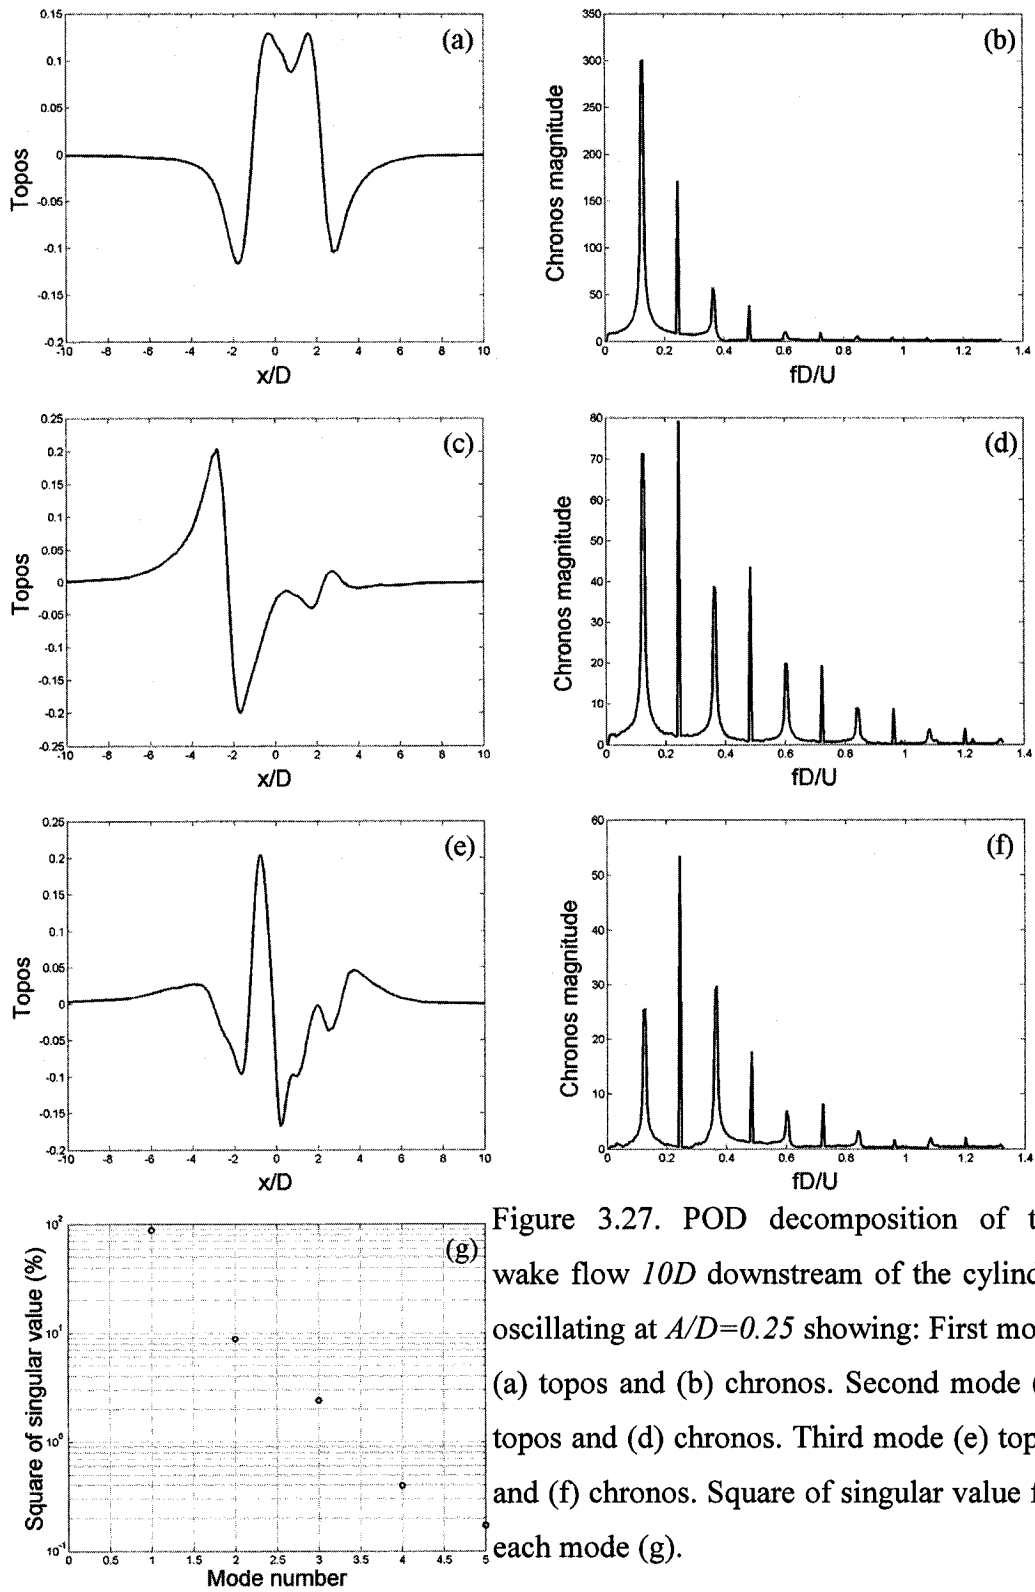 (a)
Topos
0.15
0.1
0.05
0
-0.05
-0.1
-0.15
-0.2
-10 -8 -6 -4 -2 0 2 4 6 8 10
x/D
(b)
Chronos magnitude
350
300
250
200
150
100
50
0
0 0.2 0.4 0.6 0.8 1 1.2 1.4
fD/U
(c)
Topos
0.25
0.2
0.15
0.1
0.05
0
-0.05
-0.1
-0.15
-0.2
-0.25
-10 -8 -6 -4 -2 0 2 4 6 8 10
x/D
(d)
Chronos magnitude
80
70
60
50
40
30
20
10
0
0 0.2 0.4 0.6 0.8 1 1.2 1.4
fD/U
(e)
Topos
0.25
0.2
0.15
0.1
0.05
0
-0.05
-0.1
-0.15
-0.2
-10 -8 -6 -4 -2 0 2 4 6 8 10
x/D
(f)
Chronos magnitude
60
50
40
30
20
10
0
0 0.2 0.4 0.6 0.8 1 1.2 1.4
fD/U
(g)
Square of singular value (%)
10^2
10^1
10^0
10^-1
0 0.5 1 1.5 2 2.5 3 3.5 4 4.5 5
Mode number
Figure 3.27. POD decomposition of t
wake flow 10D downstream of the cylind
oscillating at A/D=0.25 showing: First mo
(a) topos and (b) chronos. Second mode (
topos and (d) chronos. Third mode (e) top
and (f) chronos. Square of singular value f
each mode (g).